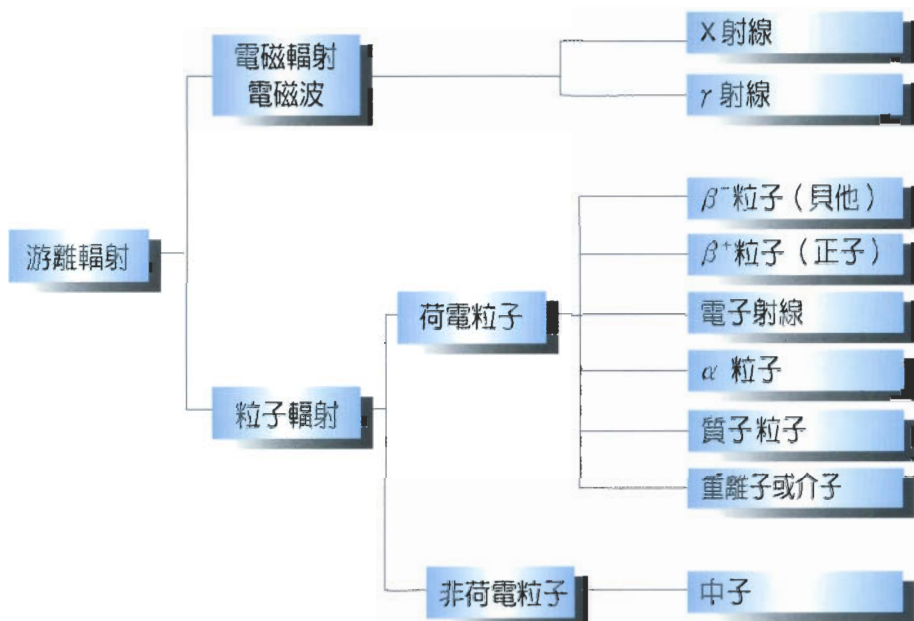 電磁輻射
電磁波
X射線
γ射線
游離輻射
β⁻粒子（貝他）
β⁺粒子（正子）
荷電粒子
電子射線
α 粒子
粒子輻射
質子粒子
重離子或介子
非荷電粒子
中子